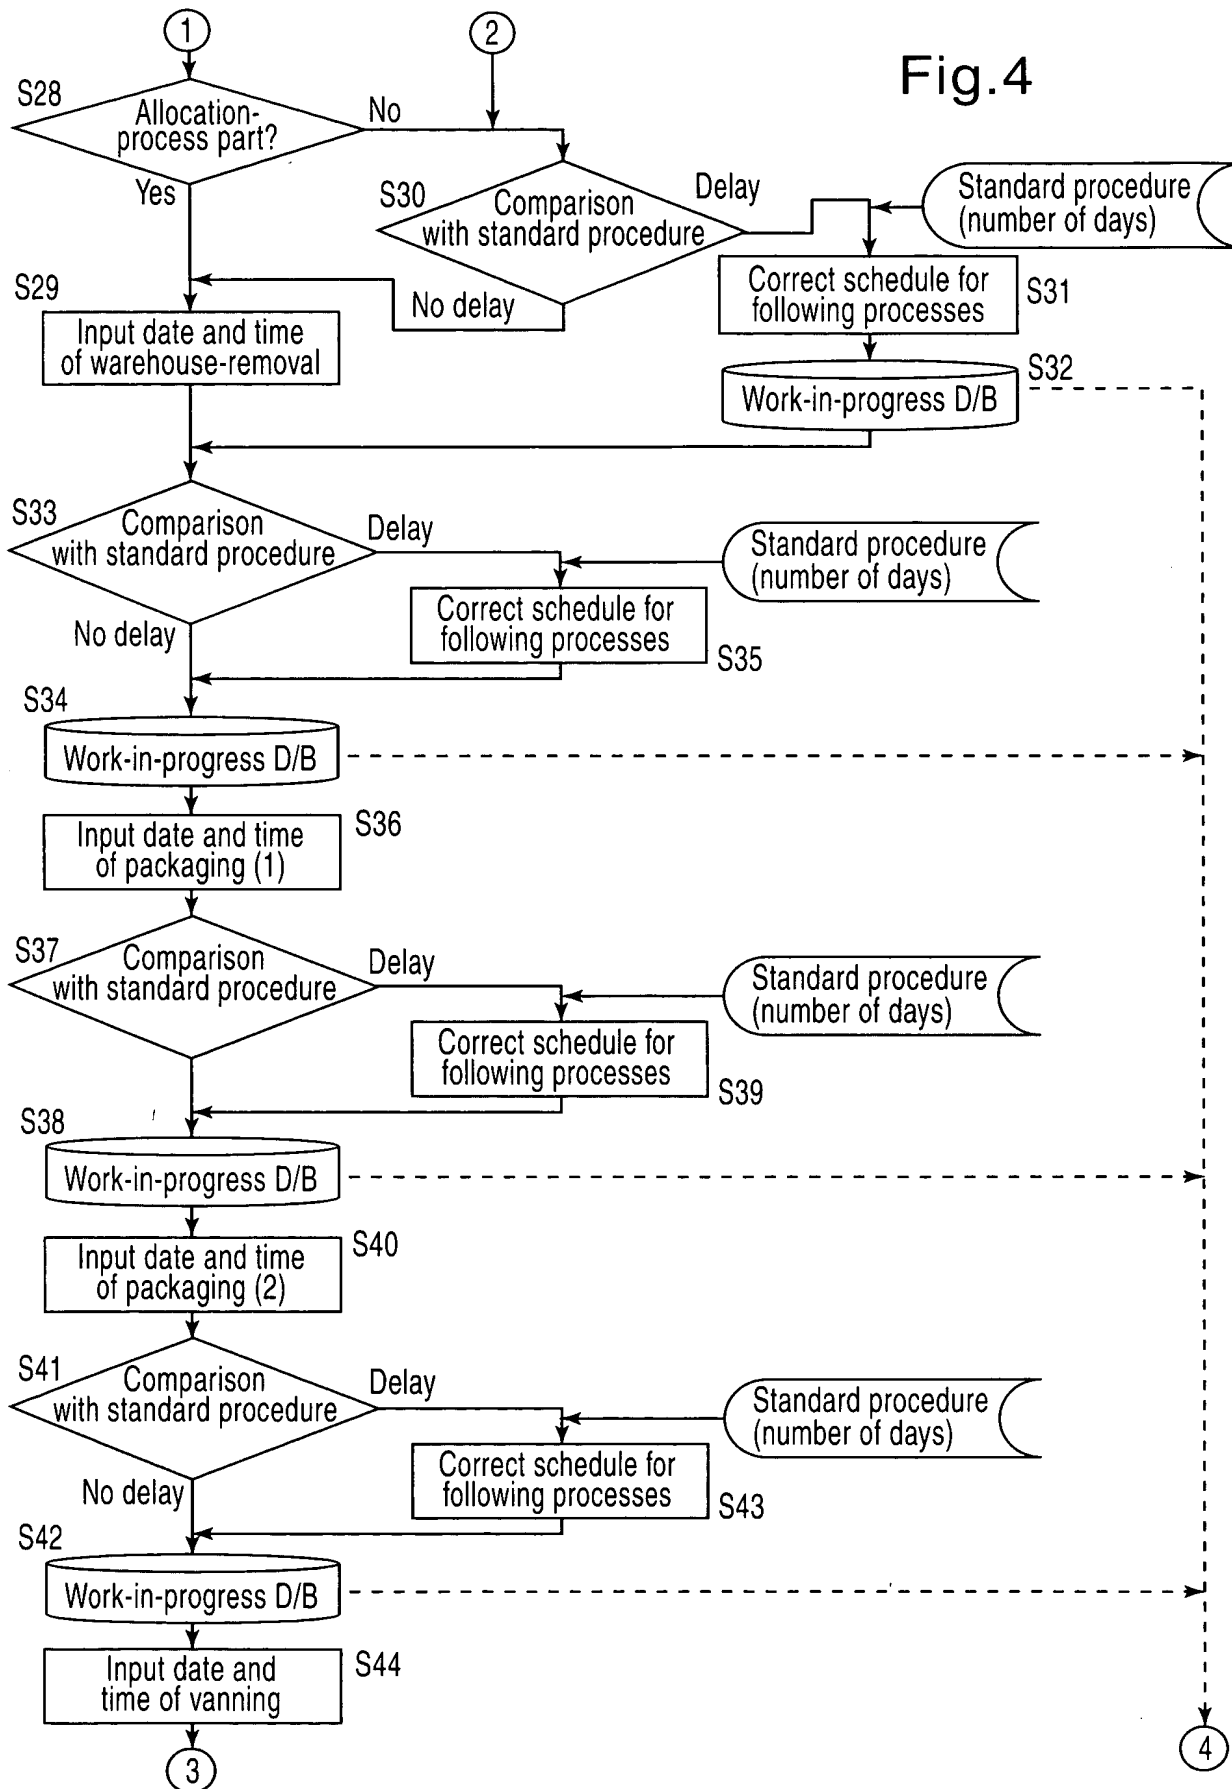 1
2
Fig.4
S28
Allocation-
process part?
No
Yes
S30
Comparison
with standard procedure
Delay
Standard procedure
(number of days)
No delay
S29
Input date and time
of warehouse-removal
Correct schedule for
following processes
S31
S32
Work-in-progress D/B
S33
Comparison
with standard procedure
Delay
Standard procedure
(number of days)
No delay
Correct schedule for
following processes
S35
S34
Work-in-progress D/B
Input date and time
of packaging (1)
S36
S37
Comparison
with standard procedure
Delay
Standard procedure
(number of days)
Correct schedule for
following processes
S39
S38
Work-in-progress D/B
Input date and time
of packaging (2)
S40
S41
Comparison
with standard procedure
Delay
Standard procedure
(number of days)
No delay
Correct schedule for
following processes
S43
S42
Work-in-progress D/B
Input date and
time of vanning
S44
3
4